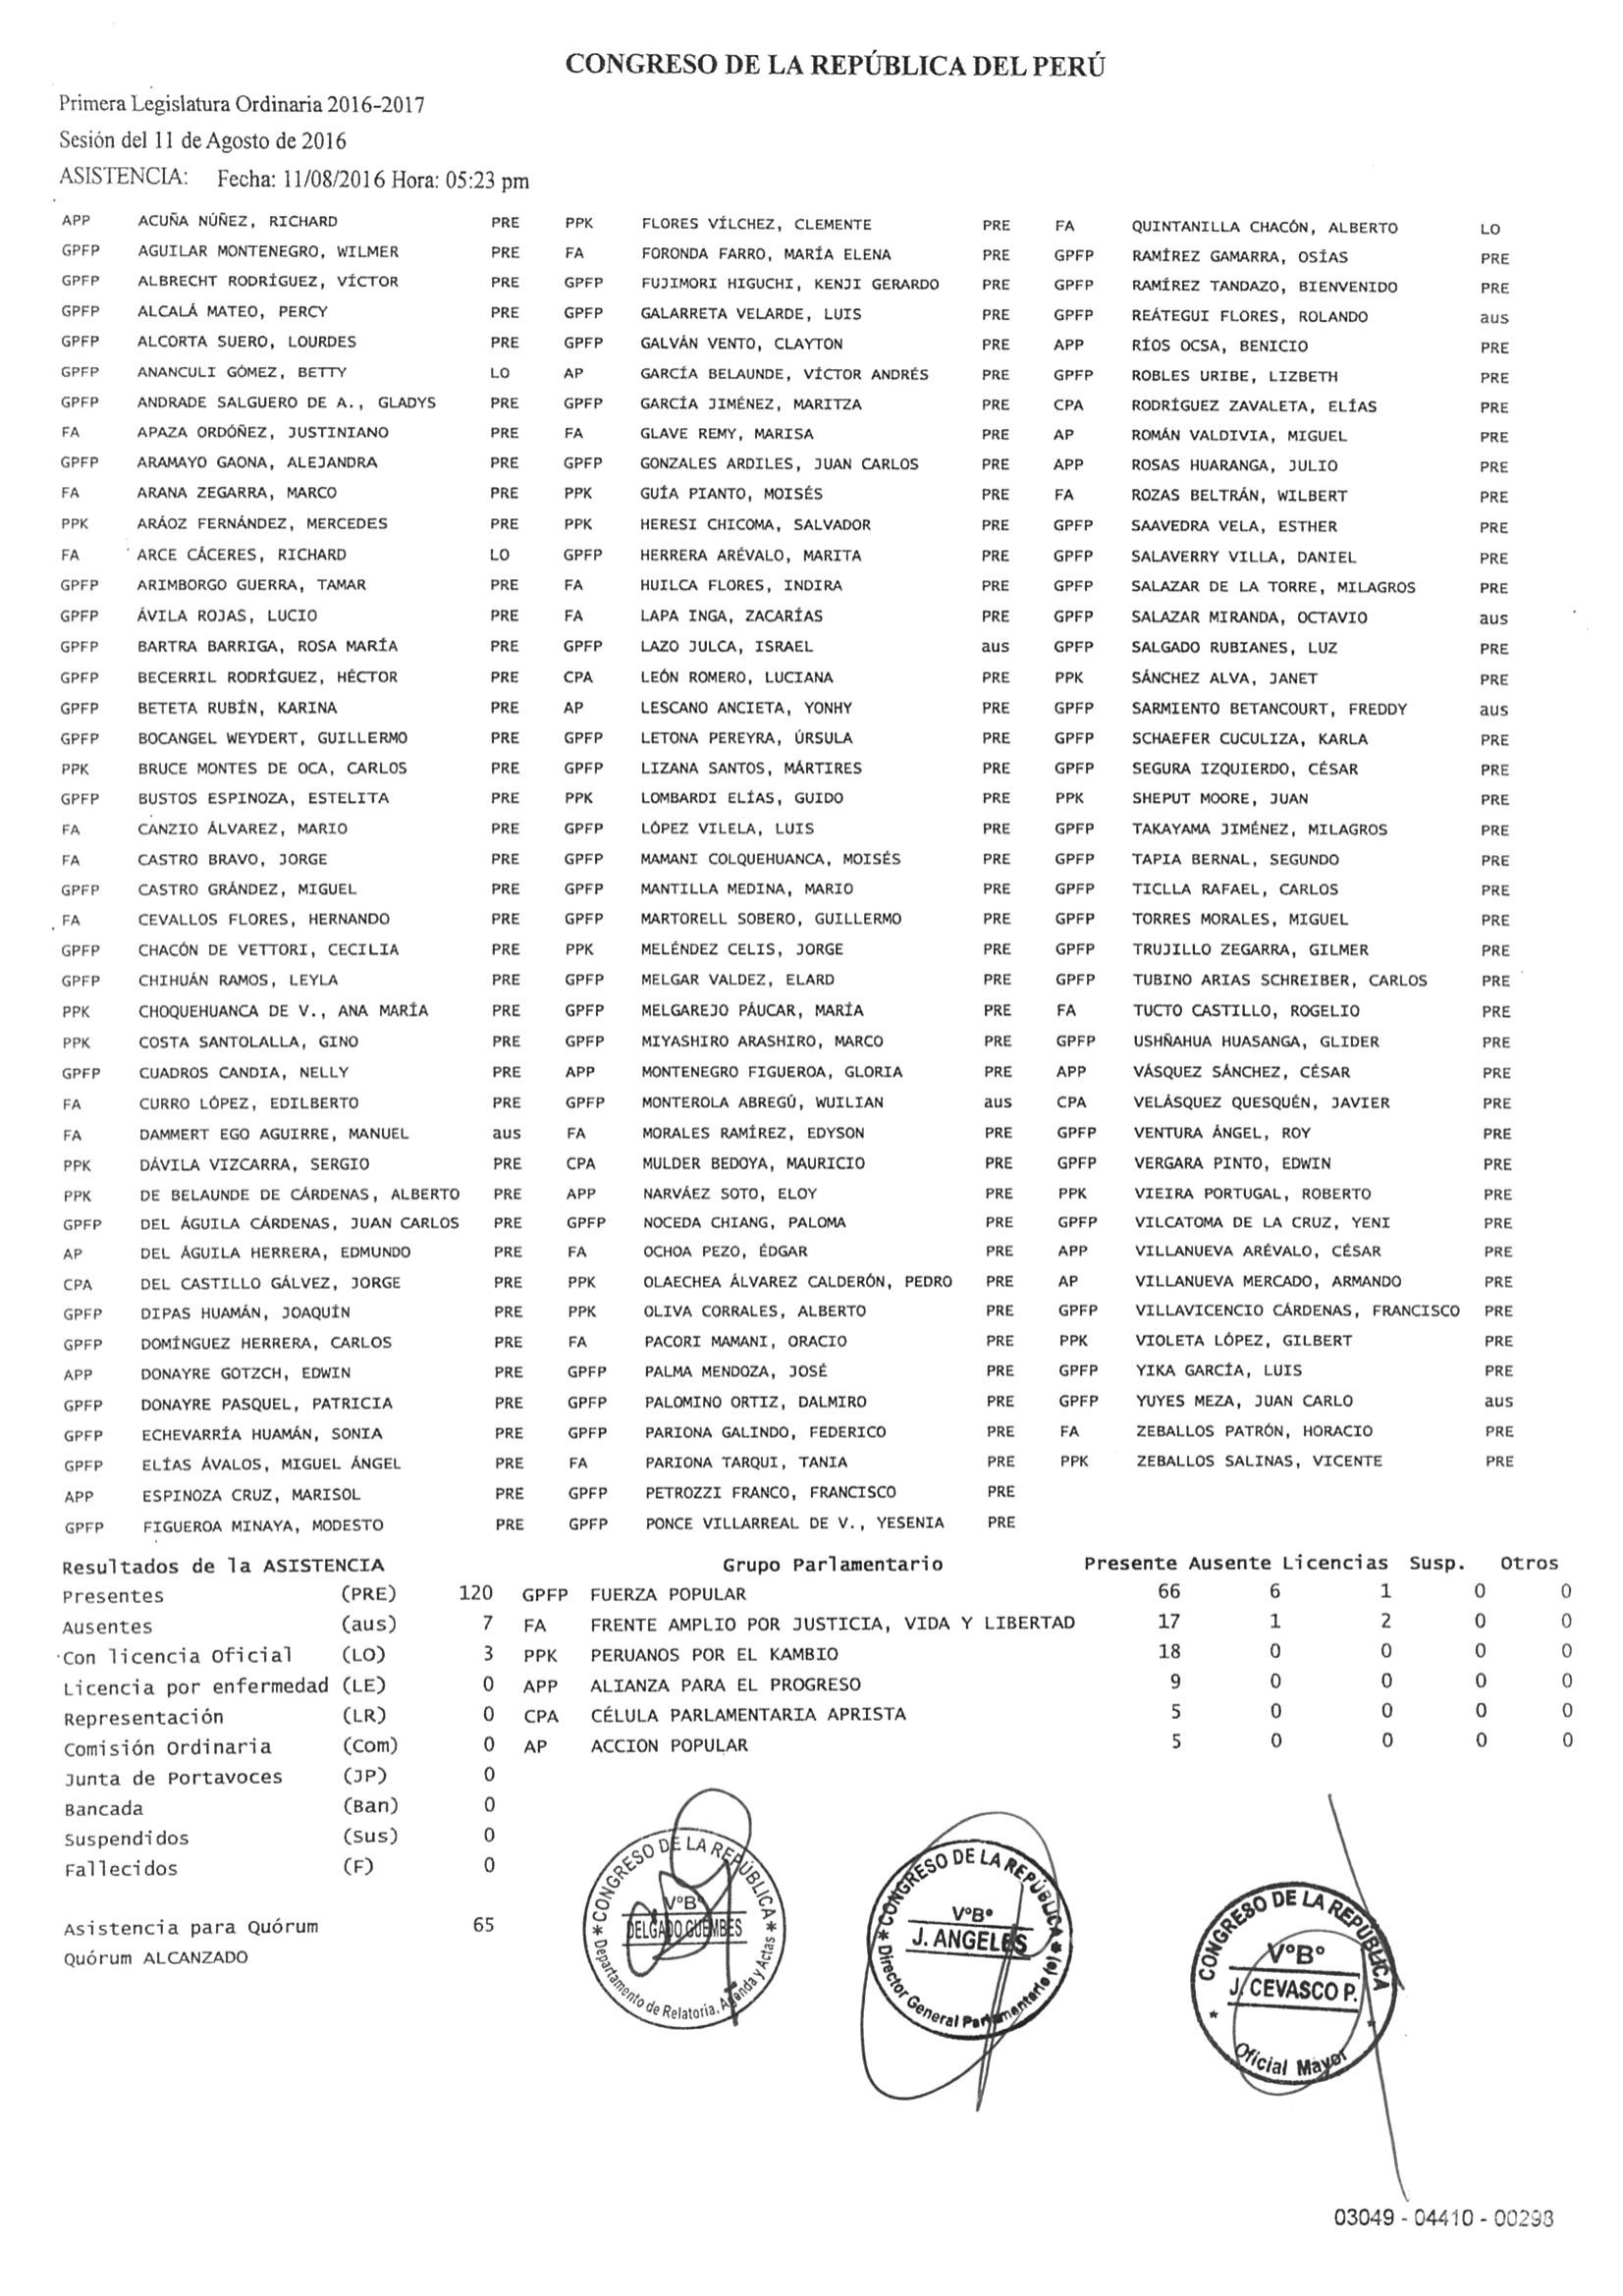 CONGRESO DE LA REPÚBLICA DEL PERÚ
Primera Legislatura Ordinaria 2016-2017
Sesión del 11 de Agosto de 2016
ASISTENCIA: Fecha: 11/08/2016 Hora: 05:23 pm
APP ACUÑA NÚÑEZ, RICHARD PRE PPK FLORES VÍLCHEZ, CLEMENTE PRE FA QUINTANILLA CHACÓN, ALBERTO LO
GPFP AGUILAR MONTENEGRO, WILMER PRE FA FORONDA FARRO, MARÍA ELENA PRE GPFP RAMÍREZ GAMARRA, OSÍAS PRE
GPFP ALBRECHT RODRÍGUEZ, VÍCTOR PRE GPFP FUJIMORI HIGUCHI, KENJI GERARDO PRE GPFP RAMÍREZ TANDAZO, BIENVENIDO PRE
GPFP ALCALÁ MATEO, PERCY PRE GPFP GALARRETA VELARDE, LUIS PRE GPFP REÁTEGUI FLORES, ROLANDO aus
GPFP ALCORTA SUERO, LOURDES PRE GPFP GALVÁN VENTO, CLAYTON PRE APP RÍOS OCSA, BENICIO PRE
GPFP ANANCULI GÓMEZ, BETTY LO AP GARCÍA BELAUNDE, VÍCTOR ANDRÉS PRE GPFP ROBLES URIBE, LIZBETH PRE
GPFP ANDRADE SALGUERO DE A., GLADYS PRE GPFP GARCÍA JIMÉNEZ, MARITZA PRE CPA RODRÍGUEZ ZAVALETA, ELÍAS PRE
FA APAZA ORDÓÑEZ, JUSTINIANO PRE FA GLAVE REMY, MARISA PRE AP ROMÁN VALDIVIA, MIGUEL PRE
GPFP ARAMAYO GAONA, ALEJANDRA PRE GPFP GONZALES ARDILES, JUAN CARLOS PRE APP ROSAS HUARANGA, JULIO PRE
FA ARANA ZEGARRA, MARCO PRE PPK GUÍA PIANTO, MOISÉS PRE FA ROZAS BELTRÁN, WILBERT PRE
PPK ARÁOZ FERNÁNDEZ, MERCEDES PRE PPK HERESI CHICOMA, SALVADOR PRE GPFP SAAVEDRA VELA, ESTHER PRE
FA ARCE CÁCERES, RICHARD LO GPFP HERRERA ARÉVALO, MARITA PRE GPFP SALAVERRY VILLA, DANIEL PRE
GPFP ARIMBORGO GUERRA, TAMAR PRE FA HUILCA FLORES, INDIRA PRE GPFP SALAZAR DE LA TORRE, MILAGROS PRE
GPFP ÁVILA ROJAS, LUCIO PRE FA LAPA INGA, ZACARÍAS PRE GPFP SALAZAR MIRANDA, OCTAVIO aus
GPFP BARTRA BARRIGA, ROSA MARÍA PRE GPFP LAZO JULCA, ISRAEL aus GPFP SALGADO RUBIANES, LUZ PRE
GPFP BECERRIL RODRÍGUEZ, HÉCTOR PRE CPA LEÓN ROMERO, LUCIANA PRE PPK SÁNCHEZ ALVA, JANET PRE
GPFP BETETA RUBÍN, KARINA PRE AP LESCANO ANCIETA, YONHY PRE GPFP SARMIENTO BETANCOURT, FREDDY aus
GPFP BOCANGEL WEYDERT, GUILLERMO PRE GPFP LETONA PEREYRA, ÚRSULA PRE GPFP SCHAEFER CUCULIZA, KARLA PRE
PPK BRUCE MONTES DE OCA, CARLOS PRE GPFP LIZANA SANTOS, MÁRTIRES PRE GPFP SEGURA IZQUIERDO, CÉSAR PRE
GPFP BUSTOS ESPINOZA, ESTELITA PRE PPK LOMBARDI ELÍAS, GUIDO PRE PPK SHEPUT MOORE, JUAN PRE
FA CANZIO ÁLVAREZ, MARIO PRE GPFP LÓPEZ VILELA, LUIS PRE GPFP TAKAYAMA JIMÉNEZ, MILAGROS PRE
FA CASTRO BRAVO, JORGE PRE GPFP MAMANI COLQUEHUANCA, MOISÉS PRE GPFP TAPIA BERNAL, SEGUNDO PRE
GPFP CASTRO GRÁNDEZ, MIGUEL PRE GPFP MANTILLA MEDINA, MARIO PRE GPFP TICLLA RAFAEL, CARLOS PRE
FA CEVALLOS FLORES, HERNANDO PRE GPFP MARTORELL SOBERO, GUILLERMO PRE GPFP TORRES MORALES, MIGUEL PRE
GPFP CHACÓN DE VETTORI, CECILIA PRE PPK MELÉNDEZ CELIS, JORGE PRE GPFP TRUJILLO ZEGARRA, GILMER PRE
GPFP CHIHUÁN RAMOS, LEYLA PRE GPFP MELGAR VALDEZ, ELARD PRE GPFP TUBINO ARIAS SCHREIBER, CARLOS PRE
PPK CHOQUEHUANCA DE V., ANA MARÍA PRE GPFP MELGAREJO PÁUCAR, MARÍA PRE FA TUCTO CASTILLO, ROGELIO PRE
PPK COSTA SANTOLALLA, GINO PRE GPFP MIYASHIRO ARASHIRO, MARCO PRE GPFP USHÑAHUA HUASANGA, GLIDER PRE
GPFP CUADROS CANDIA, NELLY PRE APP MONTENEGRO FIGUEROA, GLORIA PRE APP VÁSQUEZ SÁNCHEZ, CÉSAR PRE
FA CURRO LÓPEZ, EDILBERTO PRE GPFP MONTEROLA ABREGÚ, WUILIAN aus CPA VELÁSQUEZ QUESQUÉN, JAVIER PRE
FA DAMMERT EGO AGUIRRE, MANUEL aus FA MORALES RAMÍREZ, EDYSON PRE GPFP VENTURA ÁNGEL, ROY PRE
PPK DÁVILA VIZCARRA, SERGIO PRE CPA MULDER BEDOYA, MAURICIO PRE GPFP VERGARA PINTO, EDWIN PRE
PPK DE BELAUNDE DE CÁRDENAS, ALBERTO PRE APP NARVÁEZ SOTO, ELOY PRE PPK VIEIRA PORTUGAL, ROBERTO PRE
GPFP DEL ÁGUILA CÁRDENAS, JUAN CARLOS PRE GPFP NOCEDA CHIANG, PALOMA PRE GPFP VILCATOMA DE LA CRUZ, YENI PRE
AP DEL ÁGUILA HERRERA, EDMUNDO PRE FA OCHOA PEZO, ÉDGAR PRE APP VILLANUEVA ARÉVALO, CÉSAR PRE
CPA DEL CASTILLO GÁLVEZ, JORGE PRE PPK OLAECHEA ÁLVAREZ CALDERÓN, PEDRO PRE AP VILLANUEVA MERCADO, ARMANDO PRE
GPFP DIPAS HUAMÁN, JOAQUÍN PRE PPK OLIVA CORRALES, ALBERTO PRE GPFP VILLAVICENCIO CÁRDENAS, FRANCISCO PRE
GPFP DOMÍNGUEZ HERRERA, CARLOS PRE FA PACORI MAMANI, ORACIO PRE PPK VIOLETA LÓPEZ, GILBERT PRE
APP DONAYRE GOTZCH, EDWIN PRE GPFP PALMA MENDOZA, JOSÉ PRE GPFP YIKA GARCÍA, LUIS PRE
GPFP DONAYRE PASQUEL, PATRICIA PRE GPFP PALOMINO ORTIZ, DALMIRO PRE GPFP YUYES MEZA, JUAN CARLO aus
GPFP ECHEVARRÍA HUAMÁN, SONIA PRE GPFP PARIONA GALINDO, FEDERICO PRE FA ZEBALLOS PATRÓN, HORACIO PRE
GPFP ELÍAS ÁVALOS, MIGUEL ÁNGEL PRE FA PARIONA TARQUI, TANIA PRE PPK ZEBALLOS SALINAS, VICENTE PRE
APP ESPINOZA CRUZ, MARISOL PRE GPFP PETROZZI FRANCO, FRANCISCO PRE
GPFP FIGUEROA MINAYA, MODESTO PRE GPFP PONCE VILLARREAL DE V., YESENIA PRE
Resultados de la ASISTENCIA Grupo Parlamentario Presente Ausente Licencias Susp. Otros
Presentes (PRE) 120 GPFP FUERZA POPULAR 66 6 1 0 0
Ausentes (aus) 7 FA FRENTE AMPLIO POR JUSTICIA, VIDA Y LIBERTAD 17 1 2 0 0
Con licencia Oficial (LO) 3 PPK PERUANOS POR EL KAMBIO 18 0 0 0 0
Licencia por enfermedad (LE) 0 APP ALIANZA PARA EL PROGRESO 9 0 0 0 0
Representación (LR) 0 CPA CÉLULA PARLAMENTARIA APRISTA 5 0 0 0 0
Comisión Ordinaria (Com) 0 AP ACCION POPULAR 5 0 0 0 0
Junta de Portavoces (JP) 0
Bancada (Ban) 0
Suspendidos (Sus) 0
Fallecidos (F) 0
Asistencia para Quórum 65
Quórum ALCANZADO
CONGRESO DE LA REPÚBLICA
V°B°
DELGADO GUEMBES
Departamento de Relatoria, Agenda y Actas
CONGRESO DE LA REPÚBLICA
V°B°
J. ANGELES
Director General Parlamentario (e)
CONGRESO DE LA REPÚBLICA
V°B°
J. CEVASCO P.
Oficial Mayor
03049 - 04410 - 00298